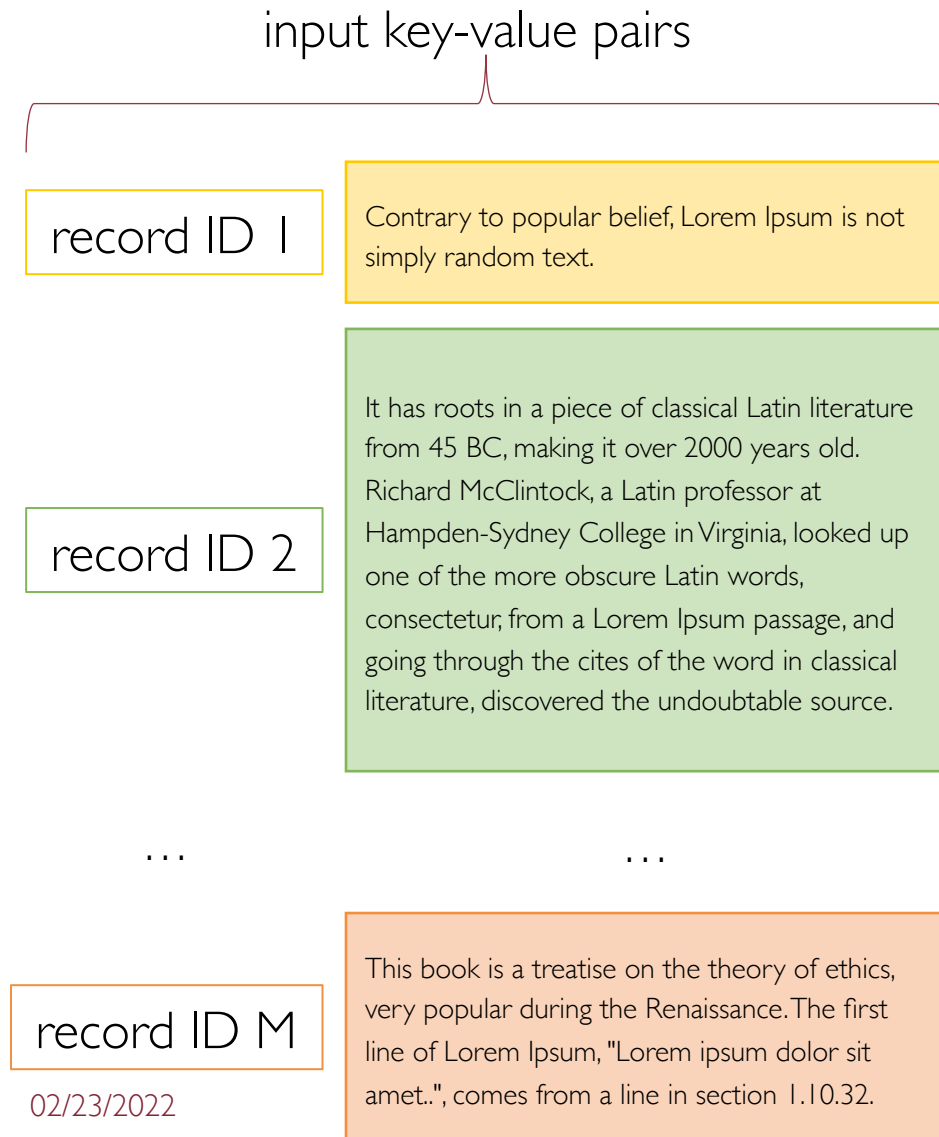 input key-value pairs
record ID 1
Contrary to popular belief, Lorem Ipsum is not
simply random text.
record ID 2
It has roots in a piece of classical Latin literature
from 45 BC, making it over 2000 years old.
Richard McClintock, a Latin professor at
Hampden-Sydney College in Virginia, looked up
one of the more obscure Latin words,
consectetur, from a Lorem Ipsum passage, and
going through the cites of the word in classical
literature, discovered the undoubtable source.
...
...
record ID M
This book is a treatise on the theory of ethics,
very popular during the Renaissance. The first
line of Lorem Ipsum, "Lorem ipsum dolor sit
amet..", comes from a line in section 1.10.32.
02/23/2022